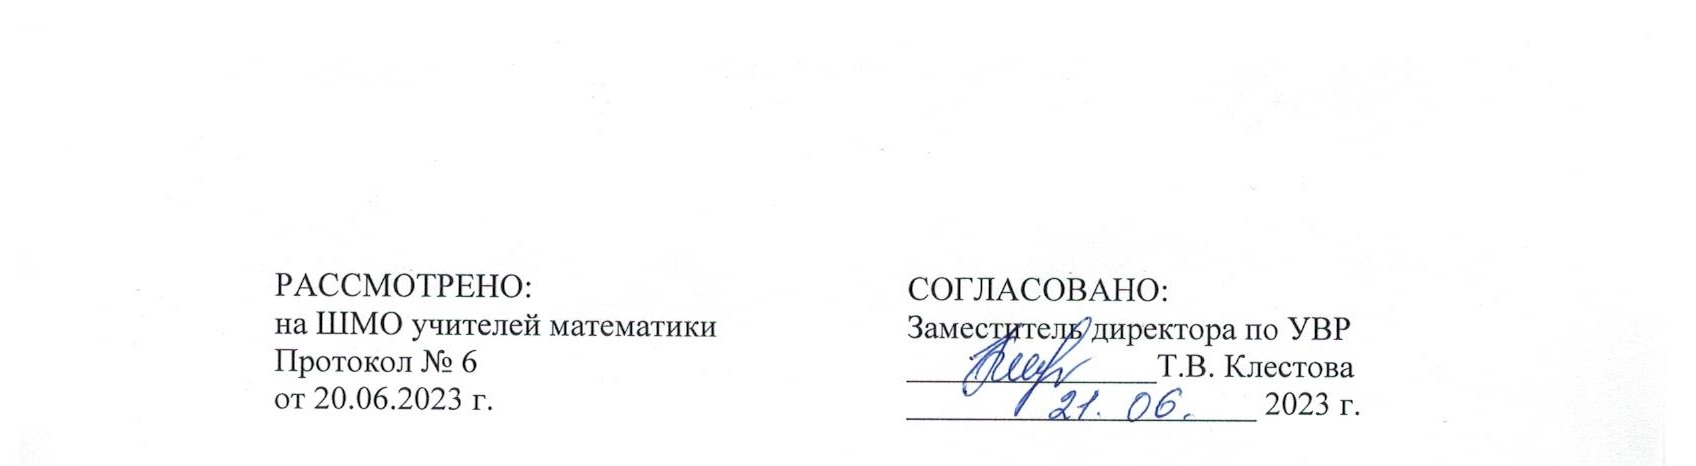 РАССМОТРЕНО:
на ШМО учителей математики
Протокол № 6
от 20.06.2023 г.
СОГЛАСОВАНО:
Заместитель директора по УВР
Т.В. Клестова
21. 06. 2023 г.